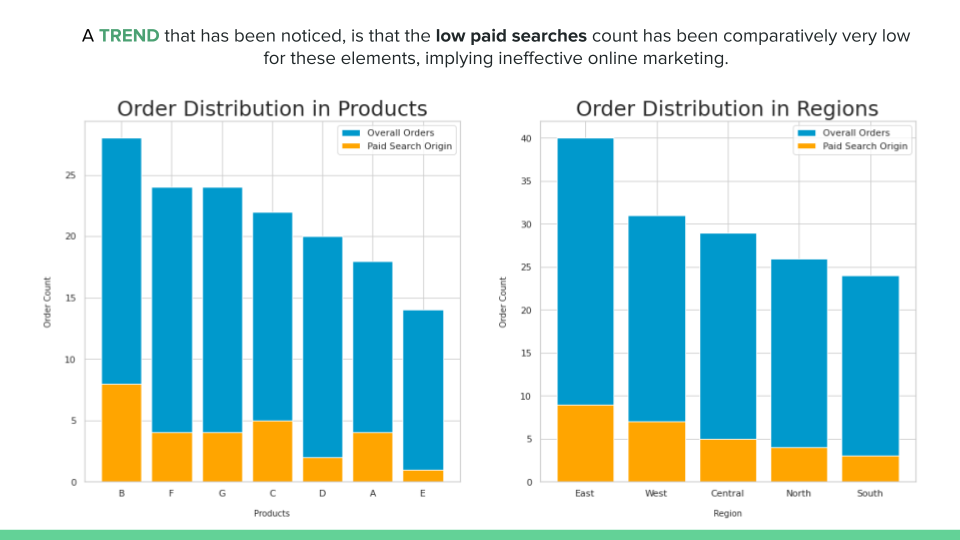 A TREND that has been noticed, is that the low paid searches count has been comparatively very low
for these elements, implying ineffective online marketing.
Order Distribution in Products
Overall Orders
Paid Search Origin
25
20
15
10
5
0
Order Count
B F G C D A E
Products
Order Distribution in Regions
Overall Orders
Paid Search Origin
40
35
30
25
20
15
10
5
0
Order Count
East West Central North South
Region